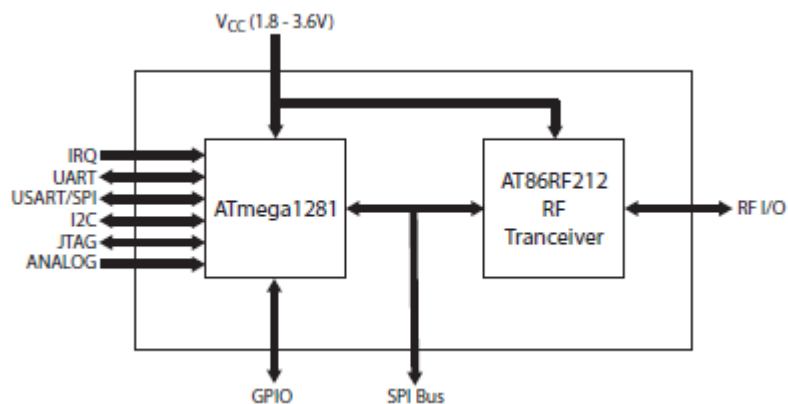 VCC (1.8 - 3.6V)
IRQ
UART
USART/SPI
I2C
JTAG
ANALOG
ATmega1281
AT86RF212
RF
Tranceiver
RF I/O
GPIO
SPI Bus